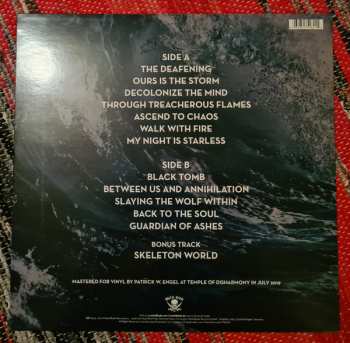 SIDE A
THE DEAFENING
OURS IS THE STORM
DECOLONIZE THE MIND
THROUGH TREACHEROUS FLAMES
ASCEND TO CHAOS
WALK WITH FIRE
MY NIGHT IS STARLESS
SIDE B
BLACK TOMB
BETWEEN US AND ANNIHILATION
SLAYING THE WOLF WITHIN
BACK TO THE SOUL
GUARDIAN OF ASHES
BONUS TRACK
SKELETON WORLD
MASTERED FOR VINYL BY PATRICK W. ENGEL AT TEMPLE OF DISHARMONY IN JULY 2019